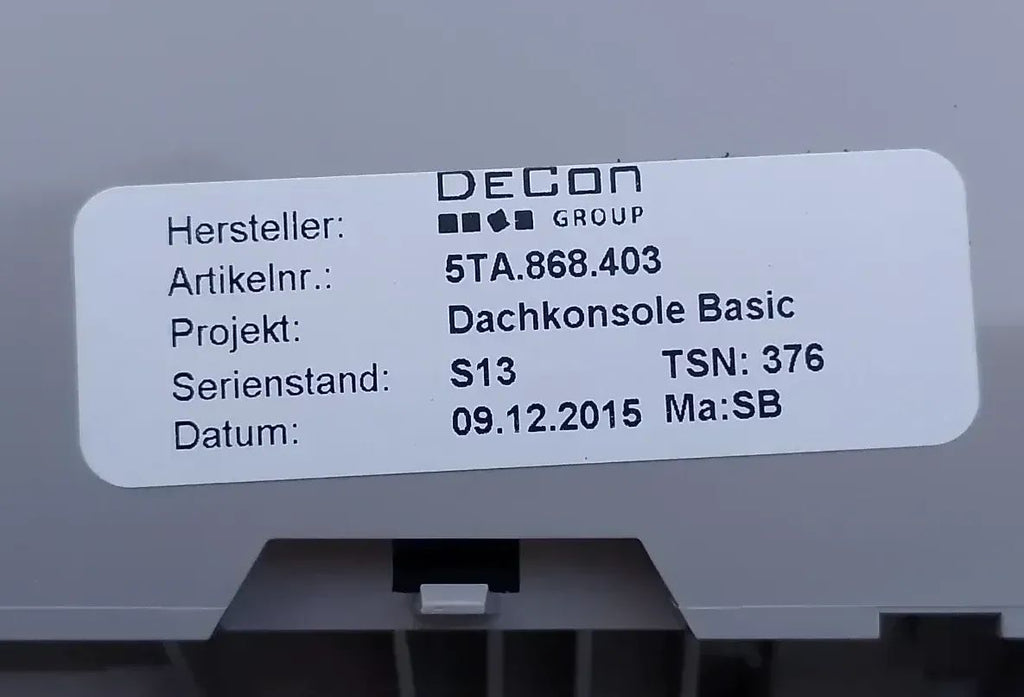 Hersteller: DECON GROUP
Artikelnr.: 5TA.868.403
Projekt: Dachkonsole Basic
Serienstand: S13 TSN: 376
Datum: 09.12.2015 Ma:SB